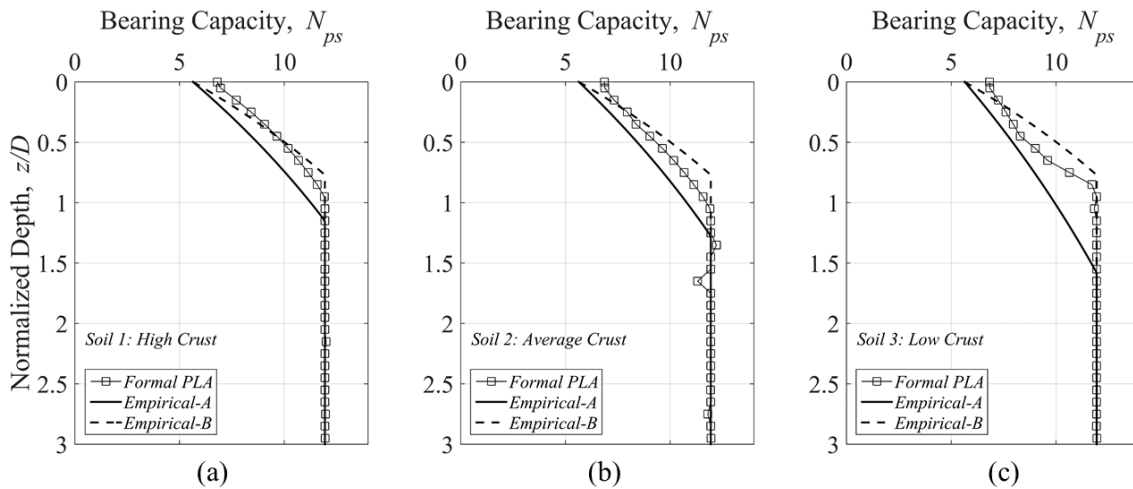 Bearing Capacity, N_ps
0 5 10
0
0.5
1
1.5
2
2.5
3
Normalized Depth, z/D
Soil 1: High Crust
Formal PLA
Empirical-A
Empirical-B
(a)
Bearing Capacity, N_ps
0 5 10
0
0.5
1
1.5
2
2.5
3
Soil 2: Average Crust
Formal PLA
Empirical-A
Empirical-B
(b)
Bearing Capacity, N_ps
0 5 10
0
0.5
1
1.5
2
2.5
3
Soil 3: Low Crust
Formal PLA
Empirical-A
Empirical-B
(c)